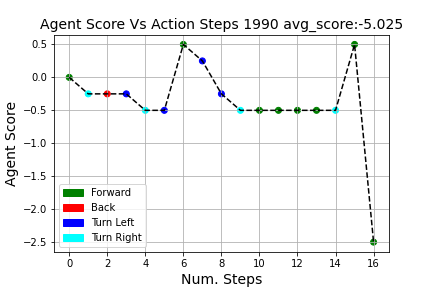 Agent Score Vs Action Steps 1990 avg_score:-5.025
Agent Score
0.5
0.0
−0.5
−1.0
−1.5
−2.0
−2.5
Forward
Back
Turn Left
Turn Right
0 2 4 6 8 10 12 14 16
Num. Steps